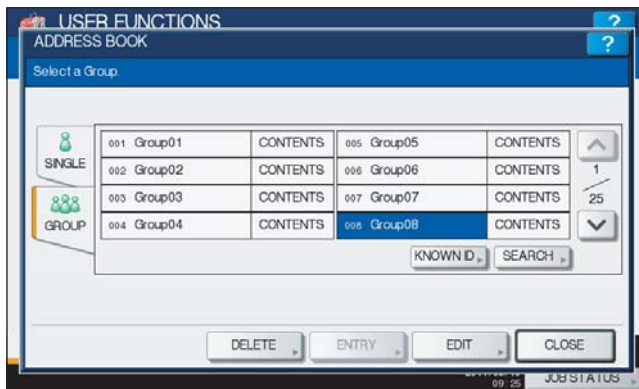 USER FUNCTIONS ?
ADDRESS BOOK ?
Select a Group.
SINGLE
GROUP
001 Group01 CONTENTS 005 Group05 CONTENTS
002 Group02 CONTENTS 006 Group06 CONTENTS
003 Group03 CONTENTS 007 Group07 CONTENTS
004 Group04 CONTENTS 008 Group08 CONTENTS
1
25
KNOWN ID SEARCH
DELETE ENTRY EDIT CLOSE
09:25 JOB STATUS